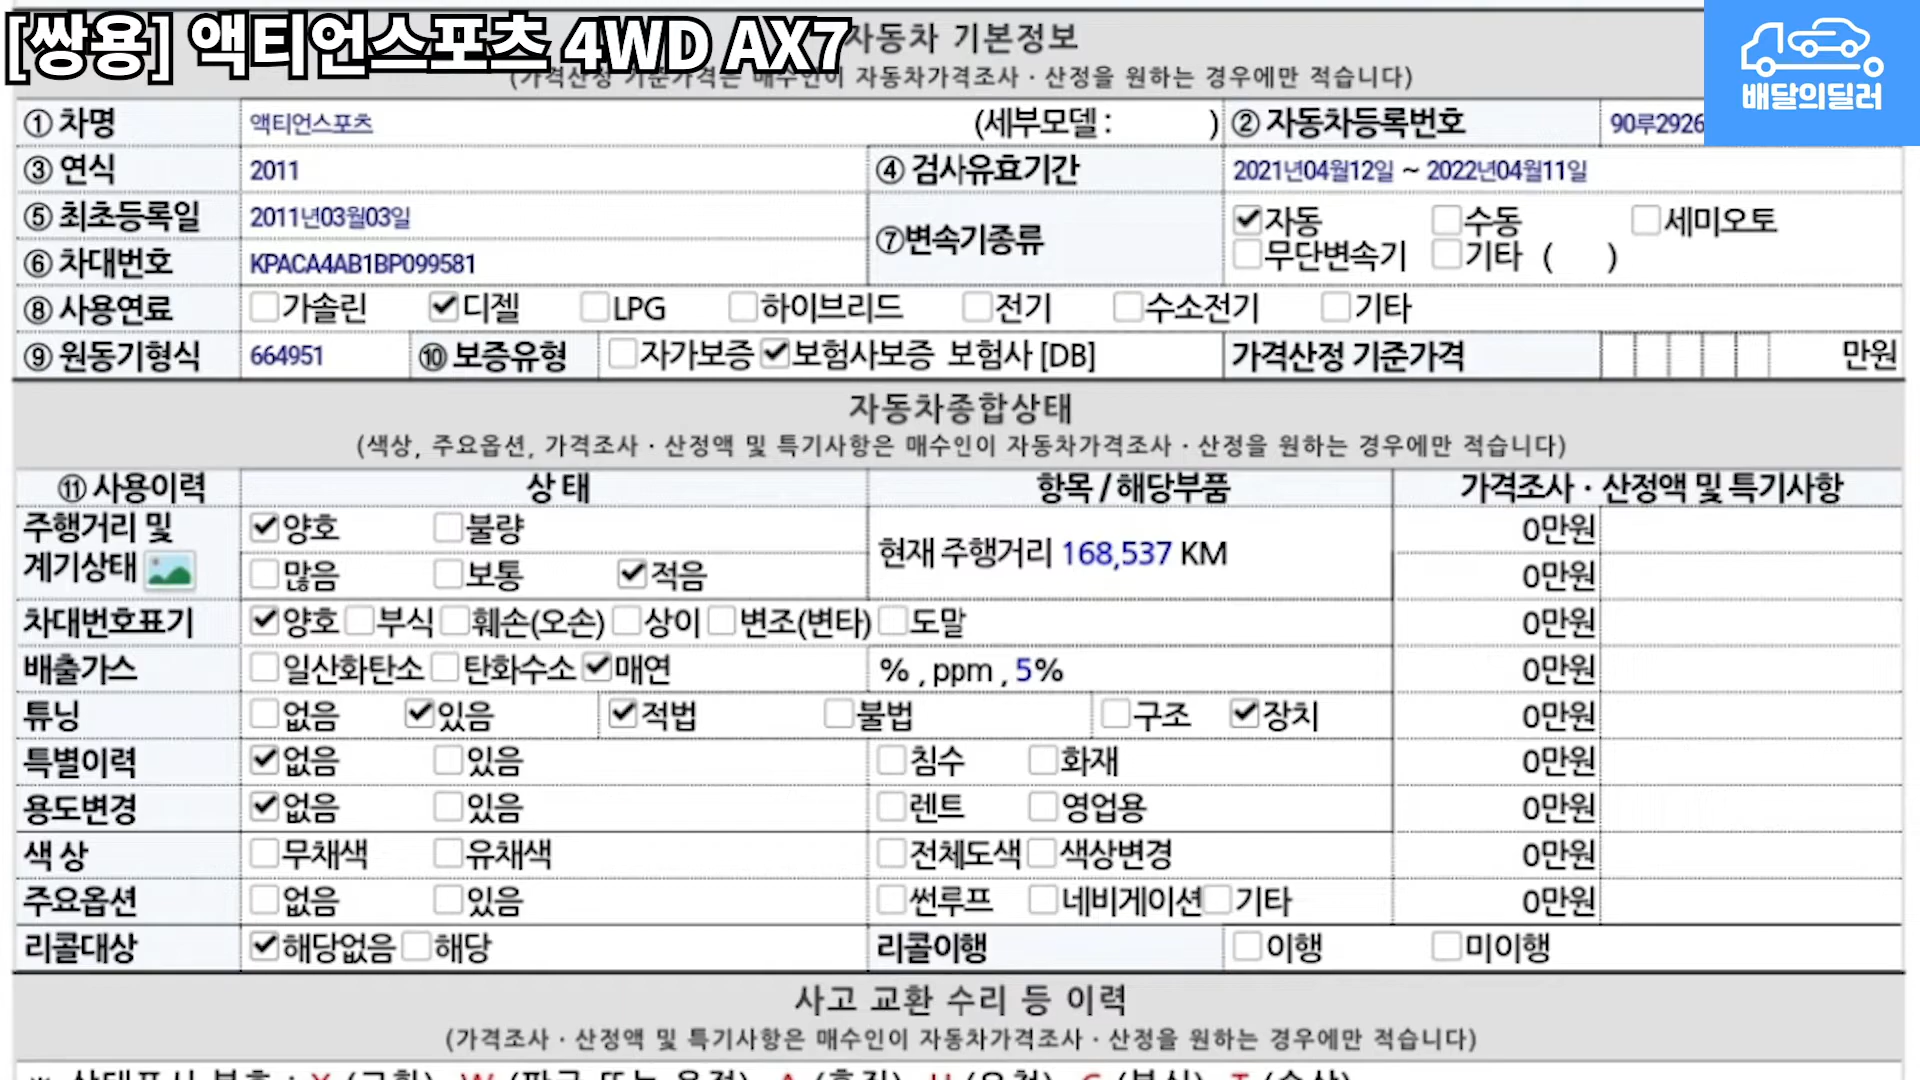 [쌍용] 액티언스포츠 4WD AX7
자동차 기본정보
(가격산정 기준가격은 매수인이 자동차가격조사 · 산정을 원하는 경우에만 적습니다)
배달의딜러
① 차명 액티언스포츠 (세부모델 : ) ② 자동차등록번호 90루2926
③ 연식 2011 ④ 검사유효기간 2021년04월12일 ~ 2022년04월11일
⑤ 최초등록일 2011년03월03일 ⑦변속기종류 자동 수동 세미오토
⑥ 차대번호 KPACA4AB1BP099581 무단변속기 기타 ( )
⑧ 사용연료 가솔린 디젤 LPG 하이브리드 전기 수소전기 기타
⑨ 원동기형식 664951 ⑩ 보증유형 자가보증 보험사보증 보험사 [DB] 가격산정 기준가격 만원
자동차종합상태
(색상, 주요옵션, 가격조사 · 산정액 및 특기사항은 매수인이 자동차가격조사 · 산정을 원하는 경우에만 적습니다)
⑪ 사용이력 상 태 항목 / 해당부품 가격조사 · 산정액 및 특기사항
주행거리 및 계기상태 양호 불량 현재 주행거리 168,537 KM 0만원
많음 보통 적음 0만원
차대번호표기 양호 부식 훼손(오손) 상이 변조(변타) 도말 0만원
배출가스 일산화탄소 탄화수소 매연 % , ppm , 5% 0만원
튜닝 없음 있음 적법 불법 구조 장치 0만원
특별이력 없음 있음 침수 화재 0만원
용도변경 없음 있음 렌트 영업용 0만원
색 상 무채색 유채색 전체도색 색상변경 0만원
주요옵션 없음 있음 썬루프 네비게이션 기타 0만원
리콜대상 해당없음 해당 리콜이행 이행 미이행
사고 교환 수리 등 이력
(가격조사 · 산정액 및 특기사항은 매수인이 자동차가격조사 · 산정을 원하는 경우에만 적습니다)